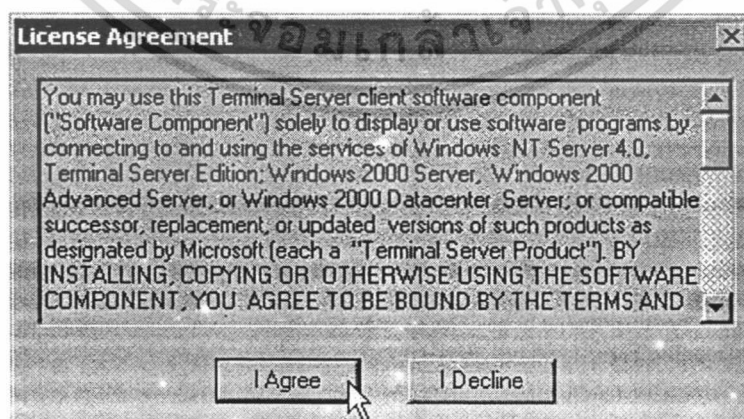 License Agreement
You may use this Terminal Server client software component
("Software Component") solely to display or use software programs by
connecting to and using the services of Windows NT Server 4.0,
Terminal Server Edition; Windows 2000 Server, Windows 2000
Advanced Server, or Windows 2000 Datacenter Server; or compatible
successor, replacement, or updated versions of such products as
designated by Microsoft (each a "Terminal Server Product"). BY
INSTALLING, COPYING OR OTHERWISE USING THE SOFTWARE
COMPONENT, YOU AGREE TO BE BOUND BY THE TERMS AND
I Agree
I Decline